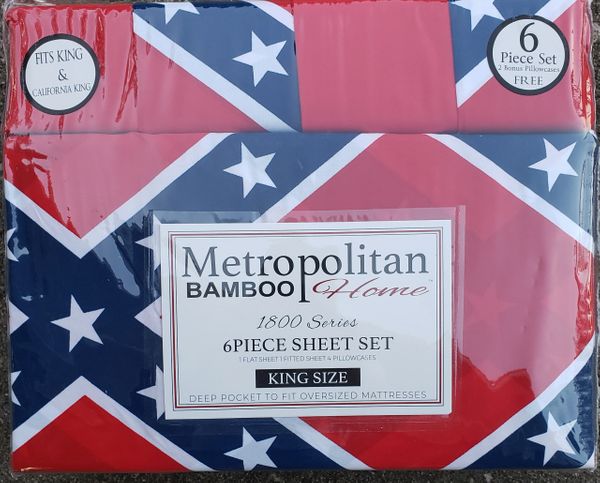 FITS KING
&
CALIFORNIA KING
6
Piece Set
2 Bonus Pillowcases
FREE
Metropolitan
BAMBOO Home™
1800 Series
6PIECE SHEET SET
1 FLAT SHEET 1 FITTED SHEET 4 PILLOWCASES
KING SIZE
DEEP POCKET TO FIT OVERSIZED MATTRESSES